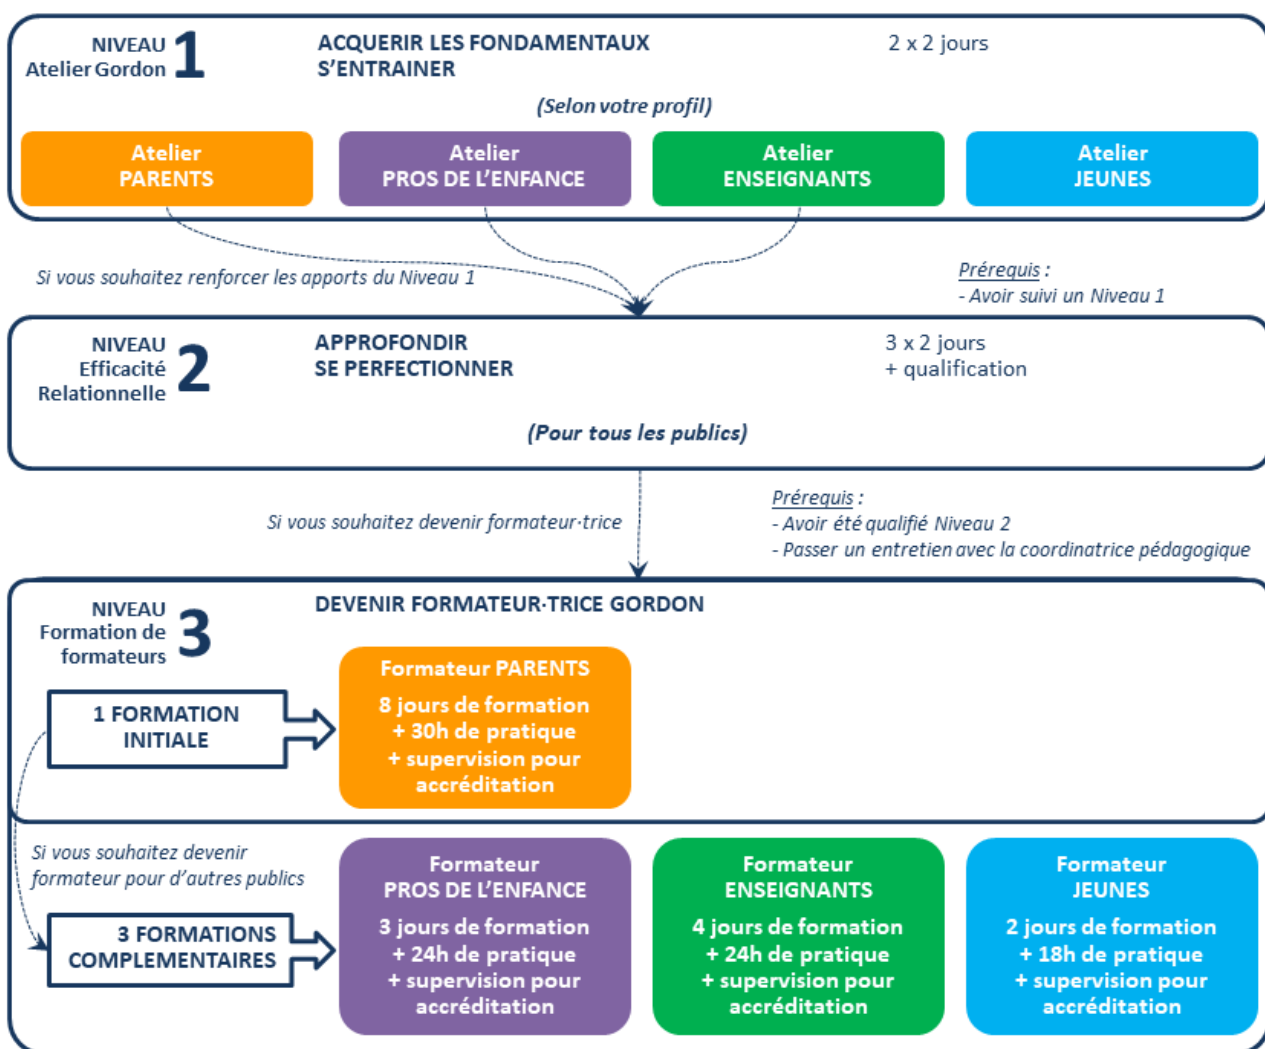 NIVEAU
Atelier Gordon
1
ACQUERIR LES FONDAMENTAUX
S'ENTRAINER
2 x 2 jours
(Selon votre profil)
Atelier
PARENTS
Atelier
PROS DE L'ENFANCE
Atelier
ENSEIGNANTS
Atelier
JEUNES
Si vous souhaitez renforcer les apports du Niveau 1
Prérequis :
- Avoir suivi un Niveau 1
NIVEAU
Efficacité
Relationnelle
2
APPROFONDIR
SE PERFECTIONNER
3 x 2 jours
+ qualification
(Pour tous les publics)
Si vous souhaitez devenir formateur·trice
Prérequis :
- Avoir été qualifié Niveau 2
- Passer un entretien avec la coordinatrice pédagogique
NIVEAU
Formation de
formateurs
3
DEVENIR FORMATEUR·TRICE GORDON
1 FORMATION
INITIALE
Formateur PARENTS
8 jours de formation
+ 30h de pratique
+ supervision pour
accréditation
Si vous souhaitez devenir
formateur pour d'autres publics
3 FORMATIONS
COMPLEMENTAIRES
Formateur
PROS DE L'ENFANCE
3 jours de formation
+ 24h de pratique
+ supervision pour
accréditation
Formateur
ENSEIGNANTS
4 jours de formation
+ 24h de pratique
+ supervision pour
accréditation
Formateur
JEUNES
2 jours de formation
+ 18h de pratique
+ supervision pour
accréditation